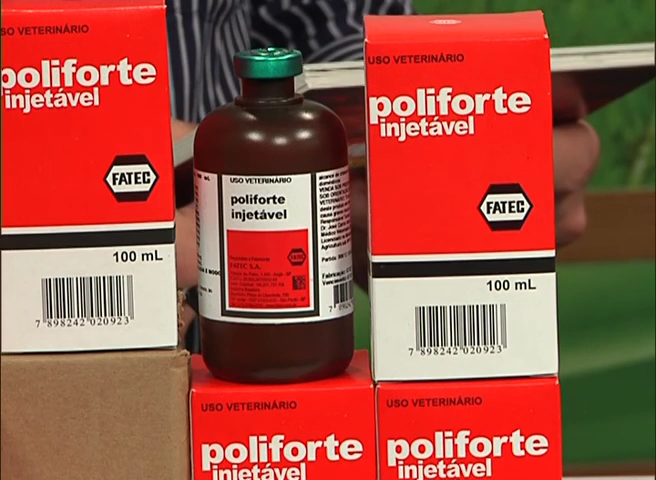 SO VETERINÁRIO
poliforte
injetável
FATEC
100 mL
7 898242 020923
USO VETERINÁRIO
poliforte
injetável
FATEC S.A.
USO VETERINÁRIO
poliforte
injetável
FATEC
100 mL
7 898242 020923
USO VETERINÁRIO
poliforte
injetável
USO VETERINÁRIO
poliforte
injetável